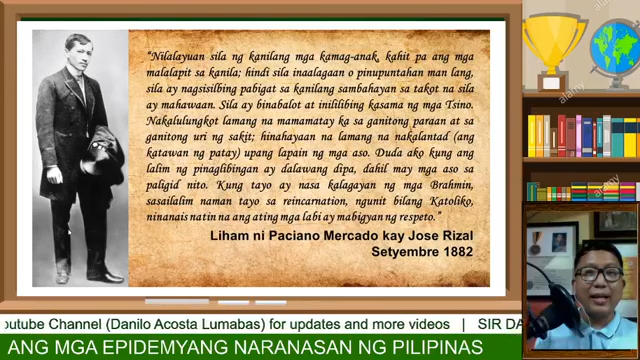 “Nilalayuan sila ng kanilang mga kamag-anak, kahit pa ang mga
malalapit sa kanila; hindi sila inaalagaan o pinupuntahan man lang,
sila ay nagsisilbing pabigat sa kanilang sambahayan sa takot na sila
ay mahawaan. Sila ay binabalot at inililibing kasama ng mga Tsino.
Nakalulungkot lamang na mamamatay ka sa ganitong paraan at sa
ganitong uri ng sakit; hinahayaan na lamang na nakalantad (ang
katawan ng patay) upang lapain ng mga aso. Duda ako kung ang
lalim ng pinaglibingan ay dalawang dipa, dahil may mga aso sa
paligid nito. Kung tayo ay nasa kalagayan ng mga Brahmin,
sasailalim naman tayo sa reincarnation, ngunit bilang Katoliko,
ninanais natin na ang ating mga labi ay mabigyan ng respeto.”
Liham ni Paciano Mercado kay Jose Rizal
Setyembre 1882
alamy
alamy
outube Channel (Danilo Acosta Lumabas) for updates and more videos | SIR DA
ANG MGA EPIDEMYANG NARANASAN NG PILIPINAS